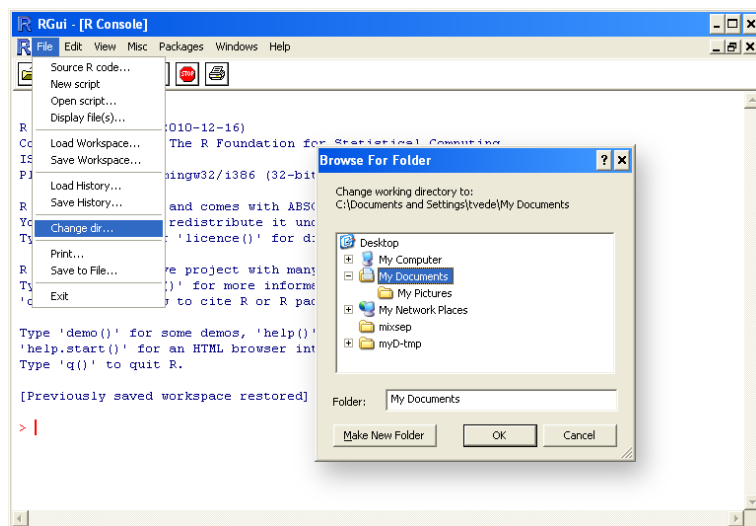 RGui - [R Console]
File Edit View Misc Packages Windows Help
STOP
Source R code...
New script
Open script...
Display file(s)...
Load Workspace...
Save Workspace...
Load History...
Save History...
Change dir...
Print...
Save to File...
Exit
R 2010-12-16)
The R Foundation for Statistical Computing
mingw32/i386 (32-bit
R and comes with ABSO
redistribute it und
'licence()' for di
R ve project with many
)' for more informa
to cite R or R pac
Type 'demo()' for some demos, 'help()'
'help.start()' for an HTML browser int
Type 'q()' to quit R.
[Previously saved workspace restored]
>
Browse For Folder
Change working directory to:
C:\Documents and Settings\tvede\My Documents
Desktop
My Computer
My Documents
My Pictures
My Network Places
mixsep
myD-tmp
Folder: My Documents
Make New Folder OK Cancel